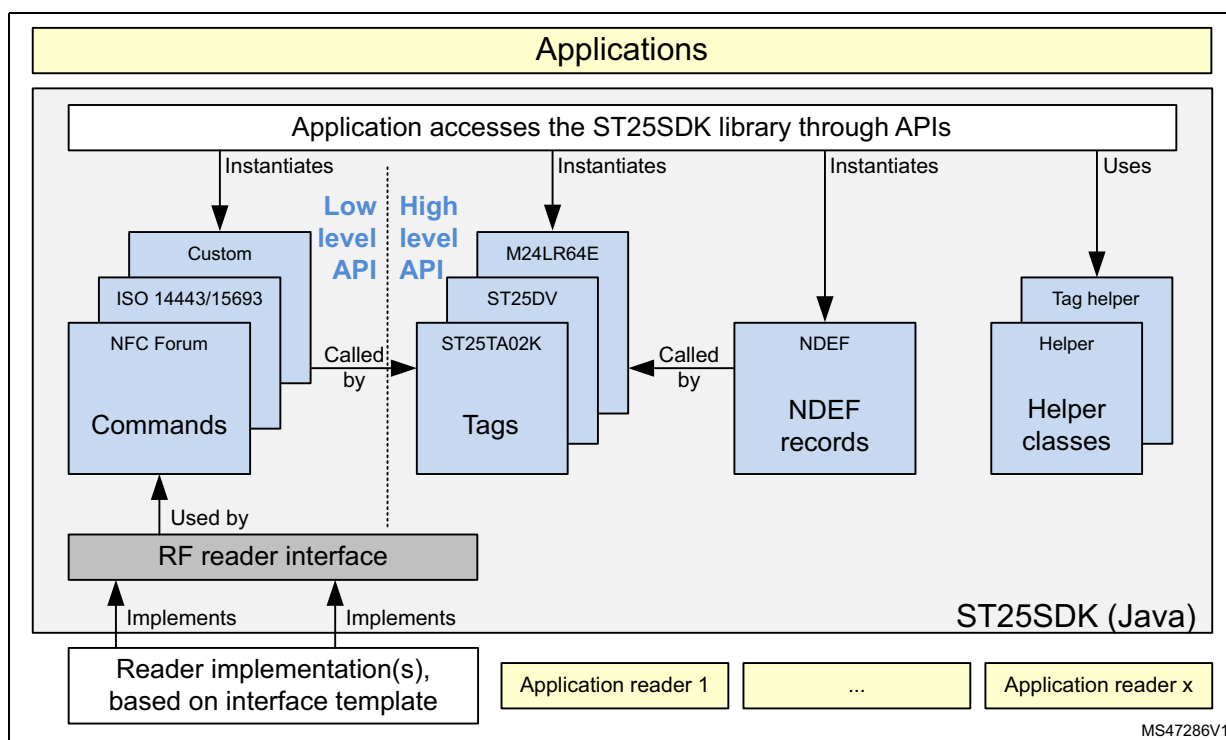 Applications
Application accesses the ST25SDK library through APIs
Instantiates
Instantiates
Instantiates
Uses
Low
level
API
High
level
API
Custom
ISO 14443/15693
NFC Forum
Commands
Called
by
M24LR64E
ST25DV
ST25TA02K
Tags
Called
by
NDEF
NDEF
records
Tag helper
Helper
Helper
classes
Used by
RF reader interface
Implements
Implements
ST25SDK (Java)
Reader implementation(s),
based on interface template
Application reader 1
...
Application reader x
MS47286V1